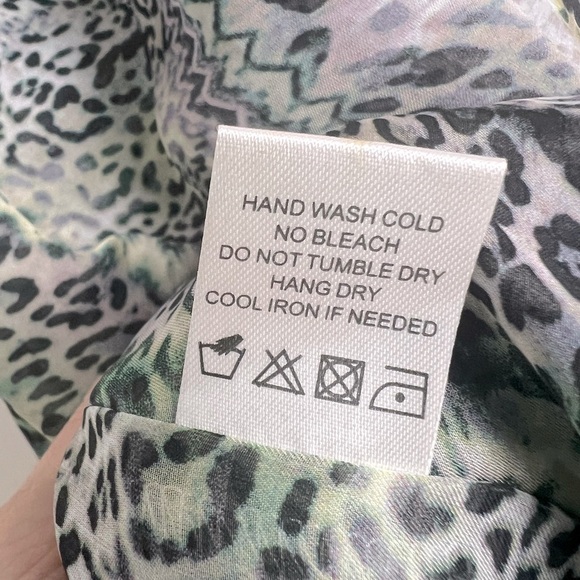 HAND WASH COLD
NO BLEACH
DO NOT TUMBLE DRY
HANG DRY
COOL IRON IF NEEDED